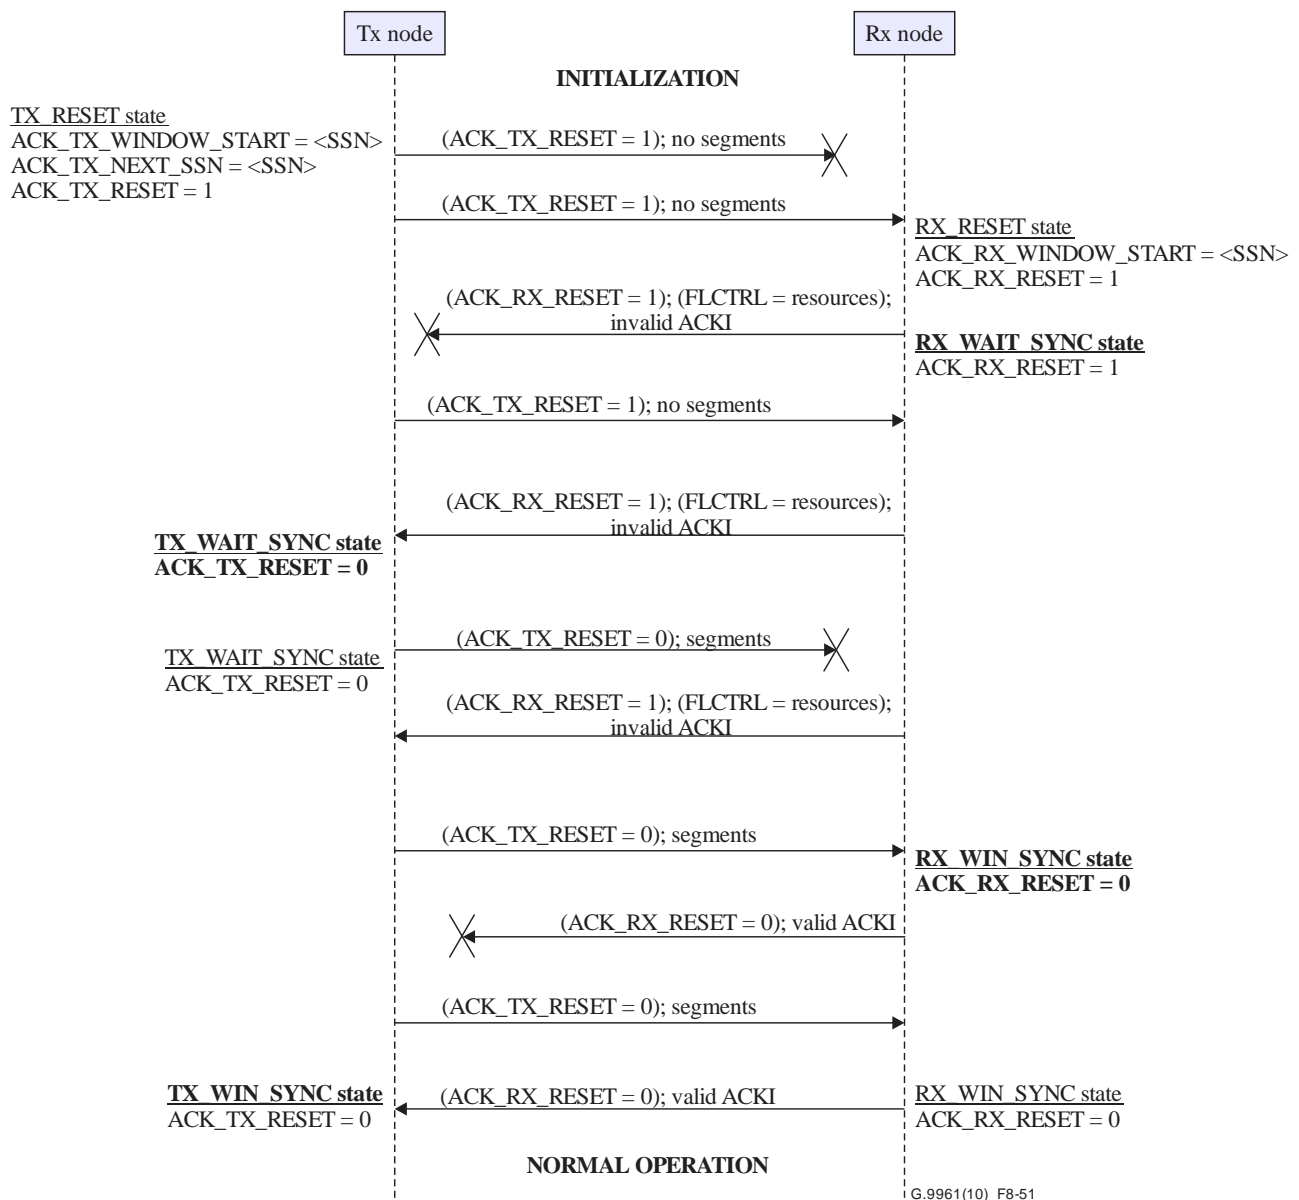 Tx node
Rx node
INITIALIZATION
TX_RESET state
ACK_TX_WINDOW_START = <SSN>
ACK_TX_NEXT_SSN = <SSN>
ACK_TX_RESET = 1
(ACK_TX_RESET = 1); no segments
(ACK_TX_RESET = 1); no segments
RX_RESET state
ACK_RX_WINDOW_START = <SSN>
ACK_RX_RESET = 1
(ACK_RX_RESET = 1); (FLCTRL = resources);
invalid ACKI
RX_WAIT_SYNC state
ACK_RX_RESET = 1
(ACK_TX_RESET = 1); no segments
(ACK_RX_RESET = 1); (FLCTRL = resources);
invalid ACKI
TX_WAIT_SYNC state
ACK_TX_RESET = 0
(ACK_TX_RESET = 0); segments
TX_WAIT_SYNC state
ACK_TX_RESET = 0
(ACK_RX_RESET = 1); (FLCTRL = resources);
invalid ACKI
(ACK_TX_RESET = 0); segments
RX_WIN_SYNC state
ACK_RX_RESET = 0
(ACK_RX_RESET = 0); valid ACKI
(ACK_TX_RESET = 0); segments
TX_WIN_SYNC state
ACK_TX_RESET = 0
(ACK_RX_RESET = 0); valid ACKI
RX_WIN_SYNC state
ACK_RX_RESET = 0
NORMAL OPERATION
G.9961(10)_F8-51